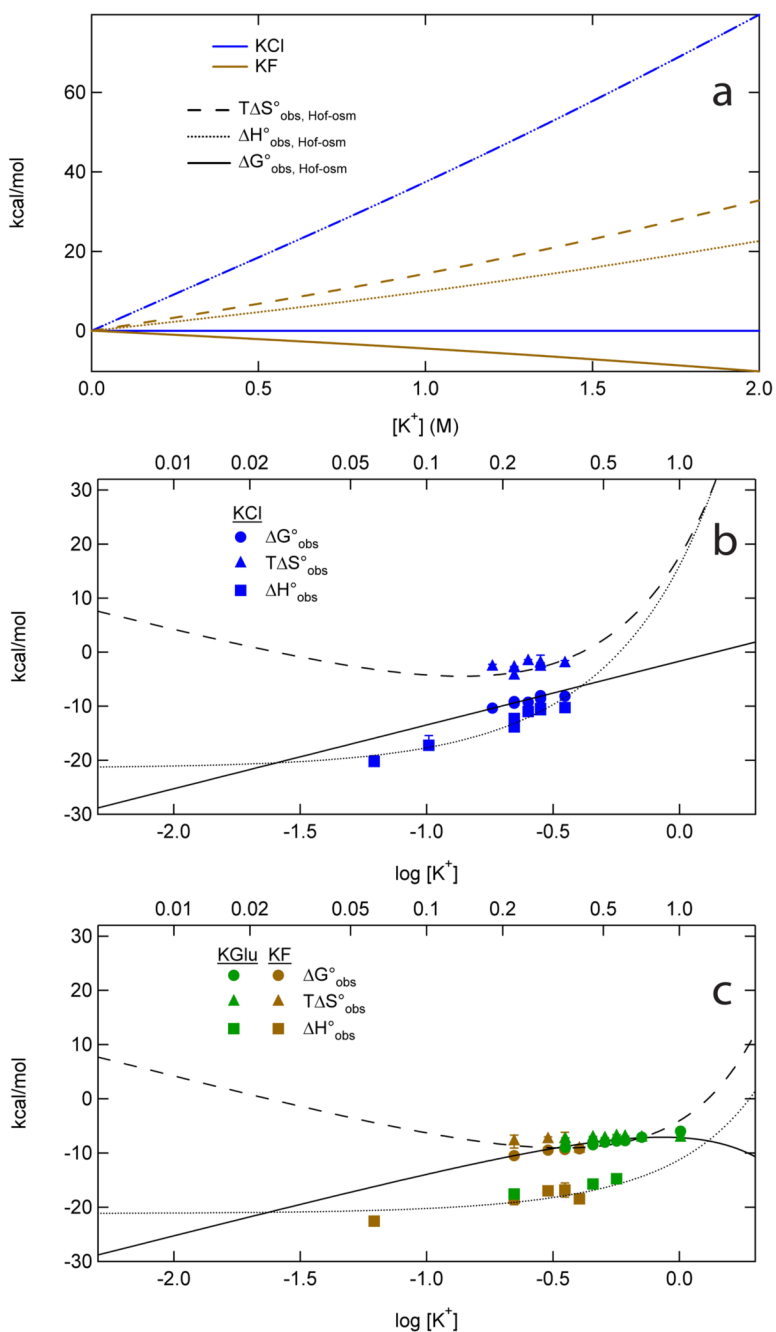 a
KCl
KF
TΔS°obs, Hof-osm
ΔH°obs, Hof-osm
ΔG°obs, Hof-osm
kcal/mol
60
40
20
0
0.0 0.5 1.0 1.5 2.0
[K+] (M)
0.01 0.02 0.06 0.1 0.2 0.5 1.0
b
KCl
ΔG°obs
TΔS°obs
ΔH°obs
kcal/mol
30
20
10
0
-10
-20
-30
-2.0 -1.5 -1.0 -0.5 0.0
log [K+]
0.01 0.02 0.06 0.1 0.2 0.5 1.0
c
KGlu KF
ΔG°obs
TΔS°obs
ΔH°obs
kcal/mol
30
20
10
0
-10
-20
-30
-2.0 -1.5 -1.0 -0.5 0.0
log [K+]